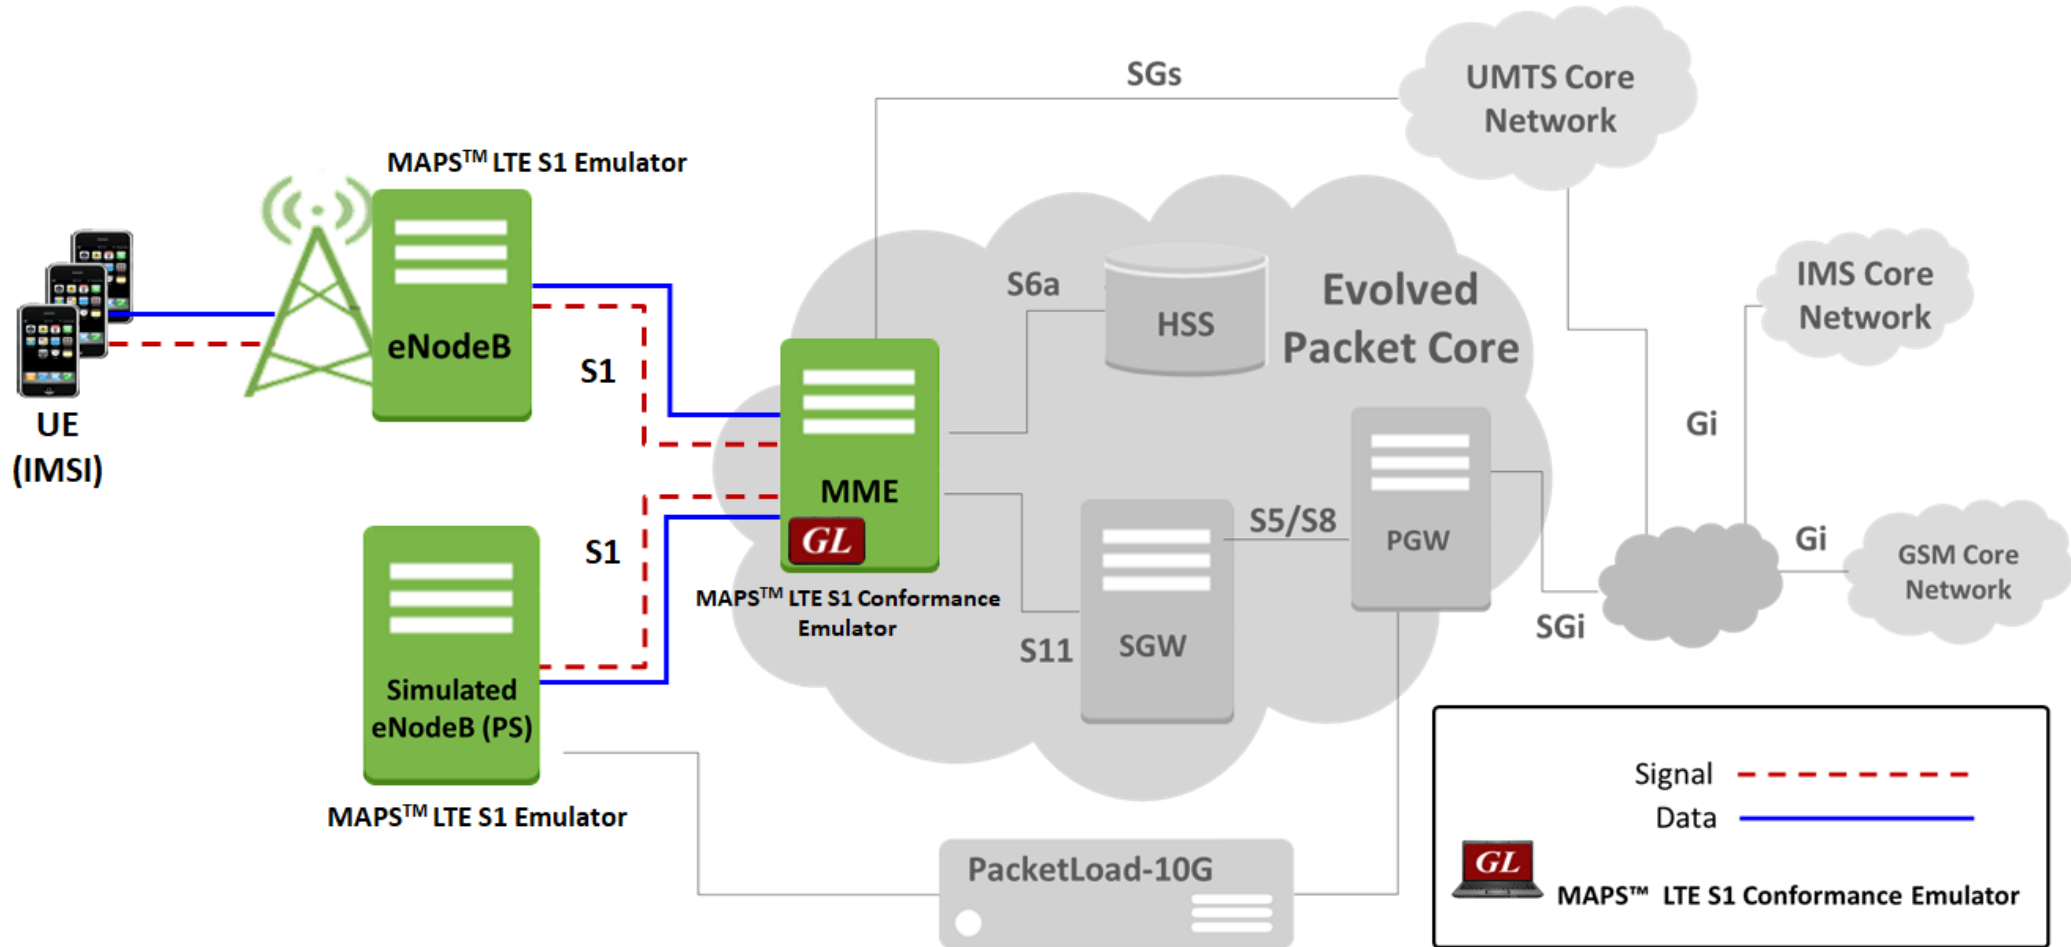 SGs
UMTS Core
Network
MAPS™ LTE S1 Emulator
eNodeB
S1
UE
(IMSI)
S6a
HSS
Evolved
Packet Core
IMS Core
Network
Gi
MME
GL
MAPS™ LTE S1 Conformance
Emulator
S1
S5/S8
PGW
Gi
GSM Core
Network
SGi
S11
SGW
Simulated
eNodeB (PS)
MAPS™ LTE S1 Emulator
PacketLoad-10G
Signal
Data
GL
MAPS™ LTE S1 Conformance Emulator